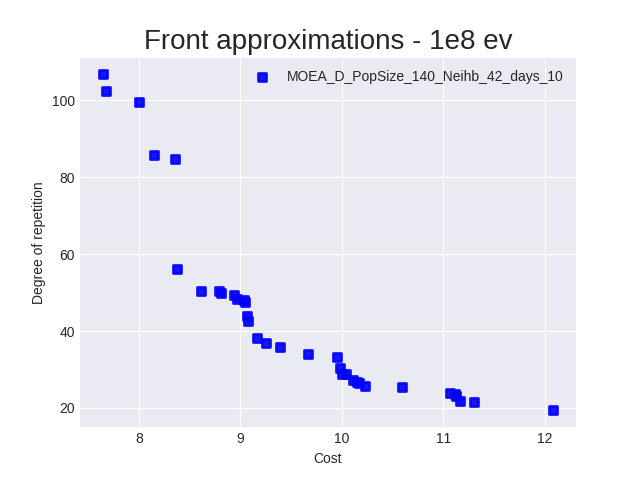 Front approximations - 1e8 ev
MOEA_D_PopSize_140_Neihb_42_days_10
100
80
60
40
20
Degree of repetition
8 9 10 11 12
Cost